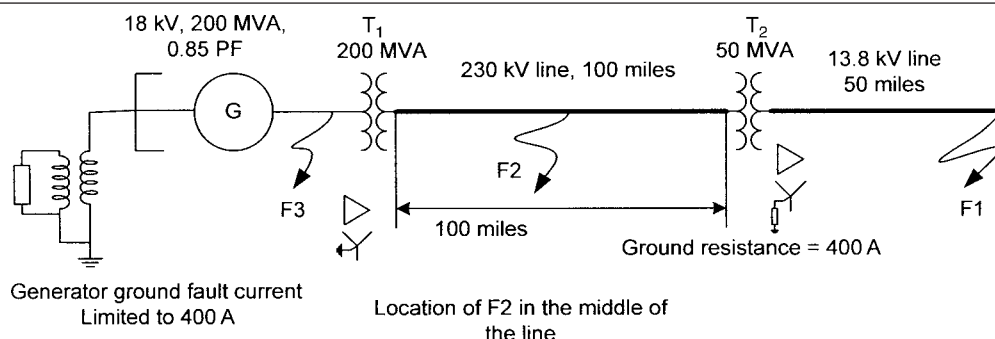 18 kV, 200 MVA,
0.85 PF
T1
200 MVA
230 kV line, 100 miles
T2
50 MVA
13.8 kV line
50 miles
G
F3
F2
F1
100 miles
Ground resistance = 400 A
Generator ground fault current
Limited to 400 A
Location of F2 in the middle of
the line